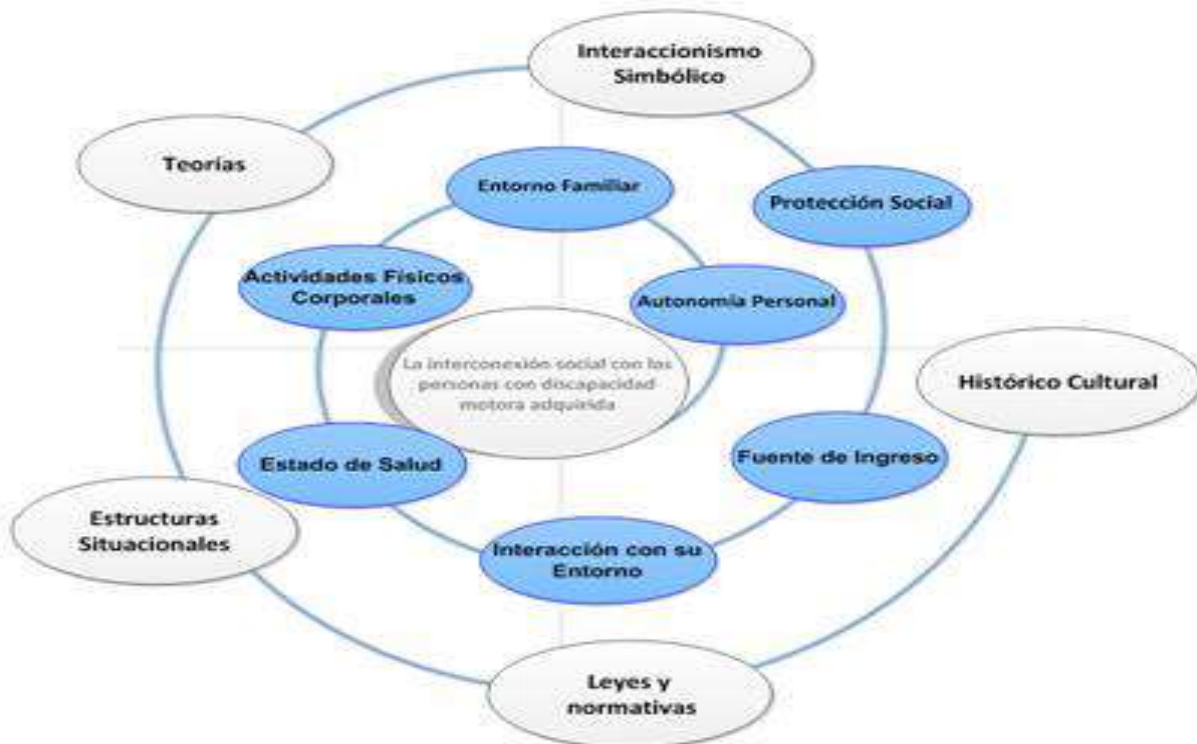 Interaccionismo
Simbólico
Teorías
Entorno Familiar
Protección Social
Actividades Físicos
Corporales
Autonomía Personal
La interconexión social con las
personas con discapacidad
motora adquirida
Histórico Cultural
Estado de Salud
Fuente de Ingreso
Estructuras
Situacionales
Interacción con su
Entorno
Leyes y
normativas